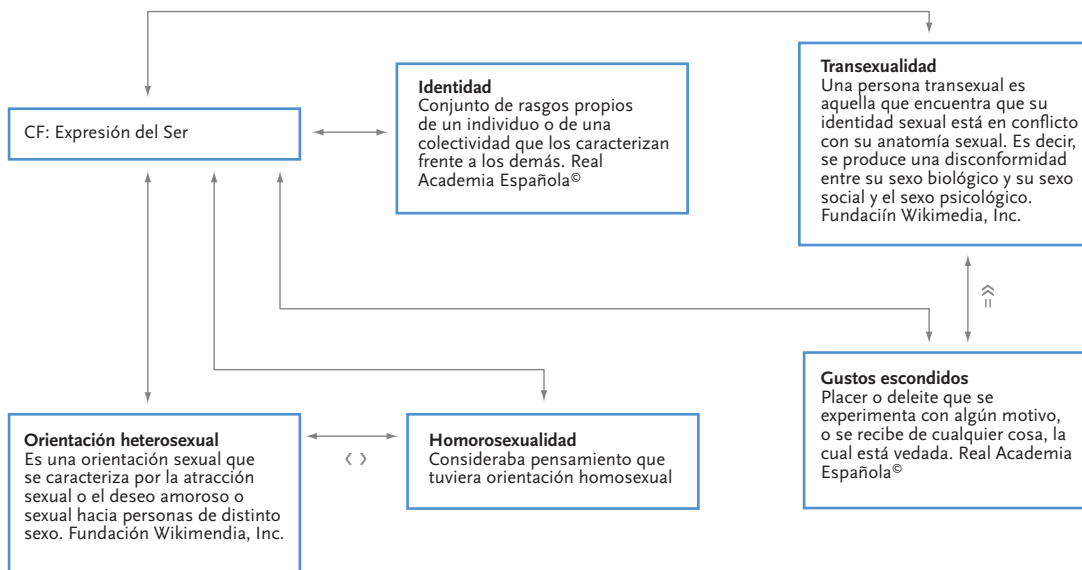 CF: Expresión del Ser
Identidad
Conjunto de rasgos propios
de un individuo o de una
colectividad que los caracterizan
frente a los demás. Real
Academia Española©
Transexualidad
Una persona transexual es
aquella que encuentra que su
identidad sexual está en conflicto
con su anatomía sexual. Es decir,
se produce una disconformidad
entre su sexo biológico y su sexo
social y el sexo psicológico.
Fundaciín Wikimedia, Inc.
Orientación heterosexual
Es una orientación sexual que
se caracteriza por la atracción
sexual o el deseo amoroso o
sexual hacia personas de distinto
sexo. Fundación Wikimendia, Inc.
< >
Homorosexualidad
Consideraba pensamiento que
tuviera orientación homosexual
=>>
Gustos escondidos
Placer o deleite que se
experimenta con algún motivo,
o se recibe de cualquier cosa, la
cual está vedada. Real Academia
Española©